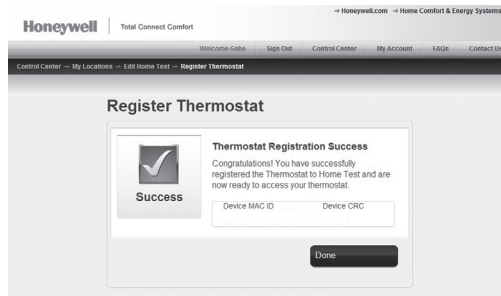 → Honeywell.com → Home Comfort & Energy Systems
Honeywell Total Connect Comfort
Welcome Gabe Sign Out Control Center My Account FAQs Contact Us
Control Center → My Locations → Edit Home Test → Register Thermostat
Register Thermostat
Thermostat Registration Success
Congratulations! You have successfully
registered the Thermostat to Home Test and are
now ready to access your thermostat.
Success
Device MAC ID Device CRC
Done